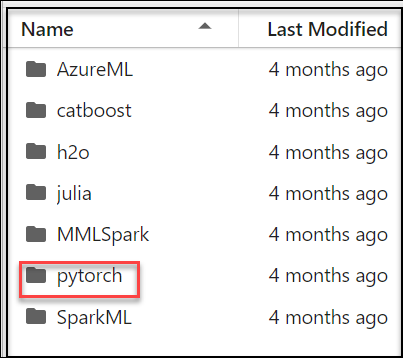 Name Last Modified
AzureML 4 months ago
catboost 4 months ago
h2o 4 months ago
julia 4 months ago
MMLSpark 4 months ago
pytorch 4 months ago
SparkML 4 months ago